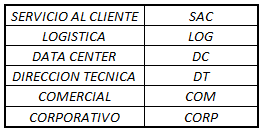 SERVICIO AL CLIENTE SAC
LOGISTICA LOG
DATA CENTER DC
DIRECCION TECNICA DT
COMERCIAL COM
CORPORATIVO CORP